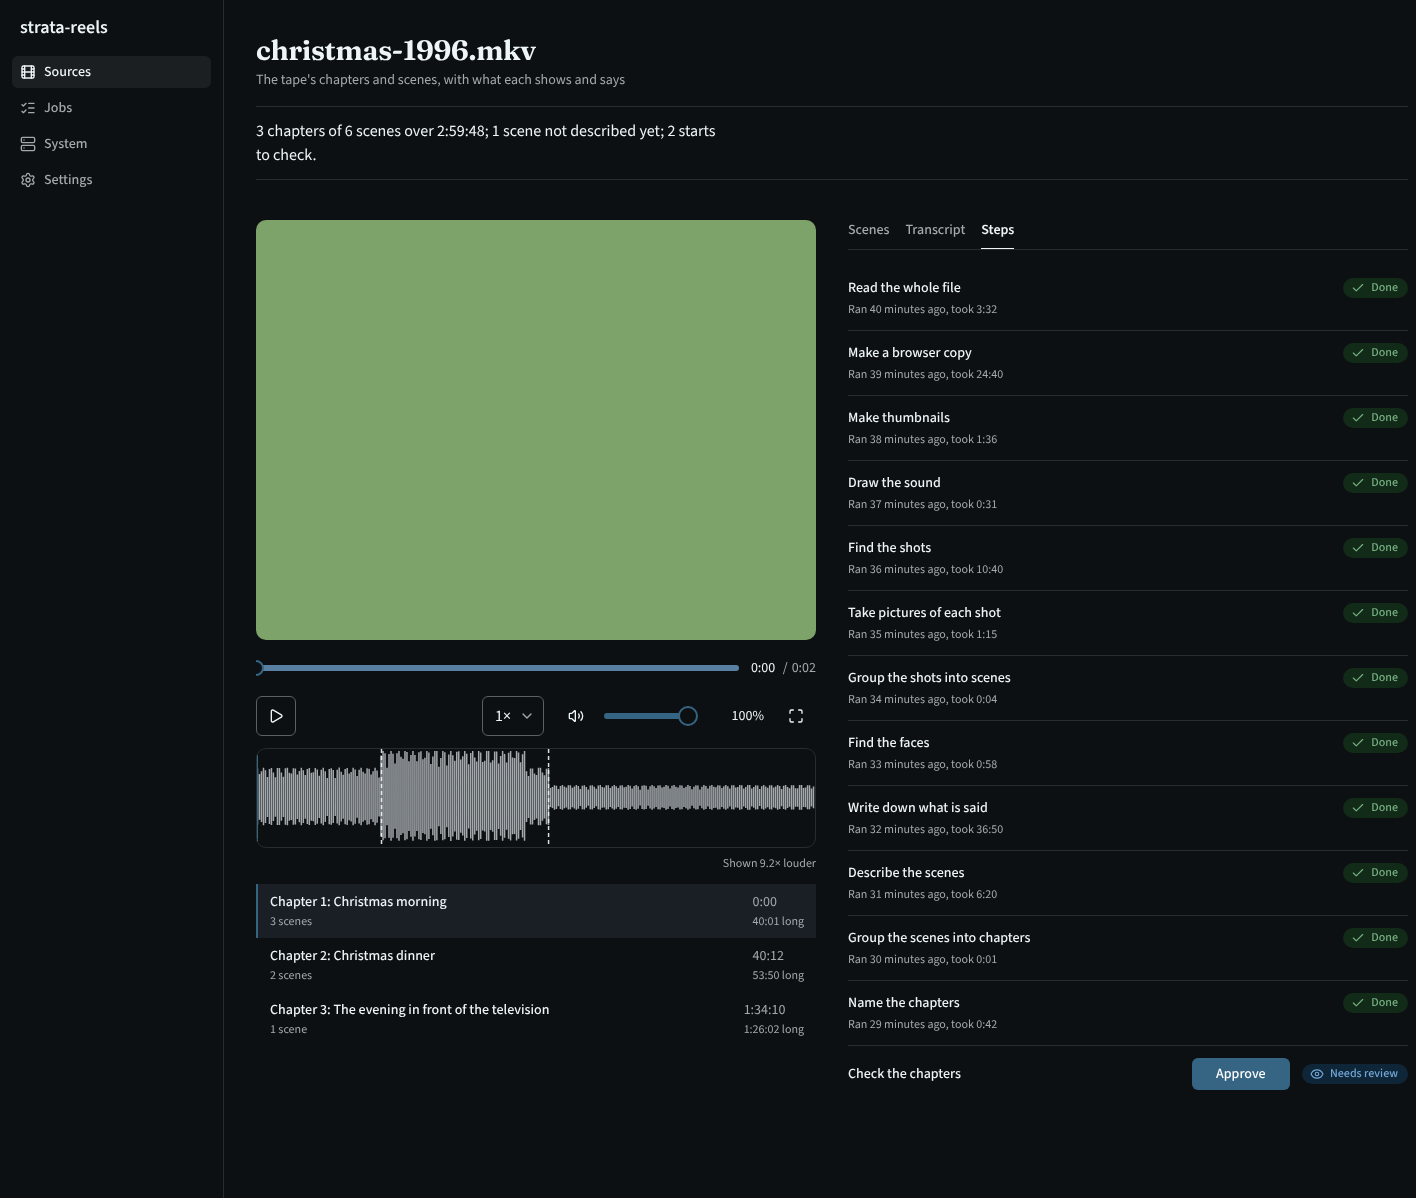 strata-reels
Sources
Jobs
System
Settings
christmas-1996.mkv
The tape's chapters and scenes, with what each shows and says
3 chapters of 6 scenes over 2:59:48; 1 scene not described yet; 2 starts
to check.
0:00 / 0:02
1×
100%
Shown 9.2× louder
Chapter 1: Christmas morning 0:00
3 scenes 40:01 long
Chapter 2: Christmas dinner 40:12
2 scenes 53:50 long
Chapter 3: The evening in front of the television 1:34:10
1 scene 1:26:02 long
Scenes Transcript Steps
Read the whole file Done
Ran 40 minutes ago, took 3:32
Make a browser copy Done
Ran 39 minutes ago, took 24:40
Make thumbnails Done
Ran 38 minutes ago, took 1:36
Draw the sound Done
Ran 37 minutes ago, took 0:31
Find the shots Done
Ran 36 minutes ago, took 10:40
Take pictures of each shot Done
Ran 35 minutes ago, took 1:15
Group the shots into scenes Done
Ran 34 minutes ago, took 0:04
Find the faces Done
Ran 33 minutes ago, took 0:58
Write down what is said Done
Ran 32 minutes ago, took 36:50
Describe the scenes Done
Ran 31 minutes ago, took 6:20
Group the scenes into chapters Done
Ran 30 minutes ago, took 0:01
Name the chapters Done
Ran 29 minutes ago, took 0:42
Check the chapters Approve Needs review